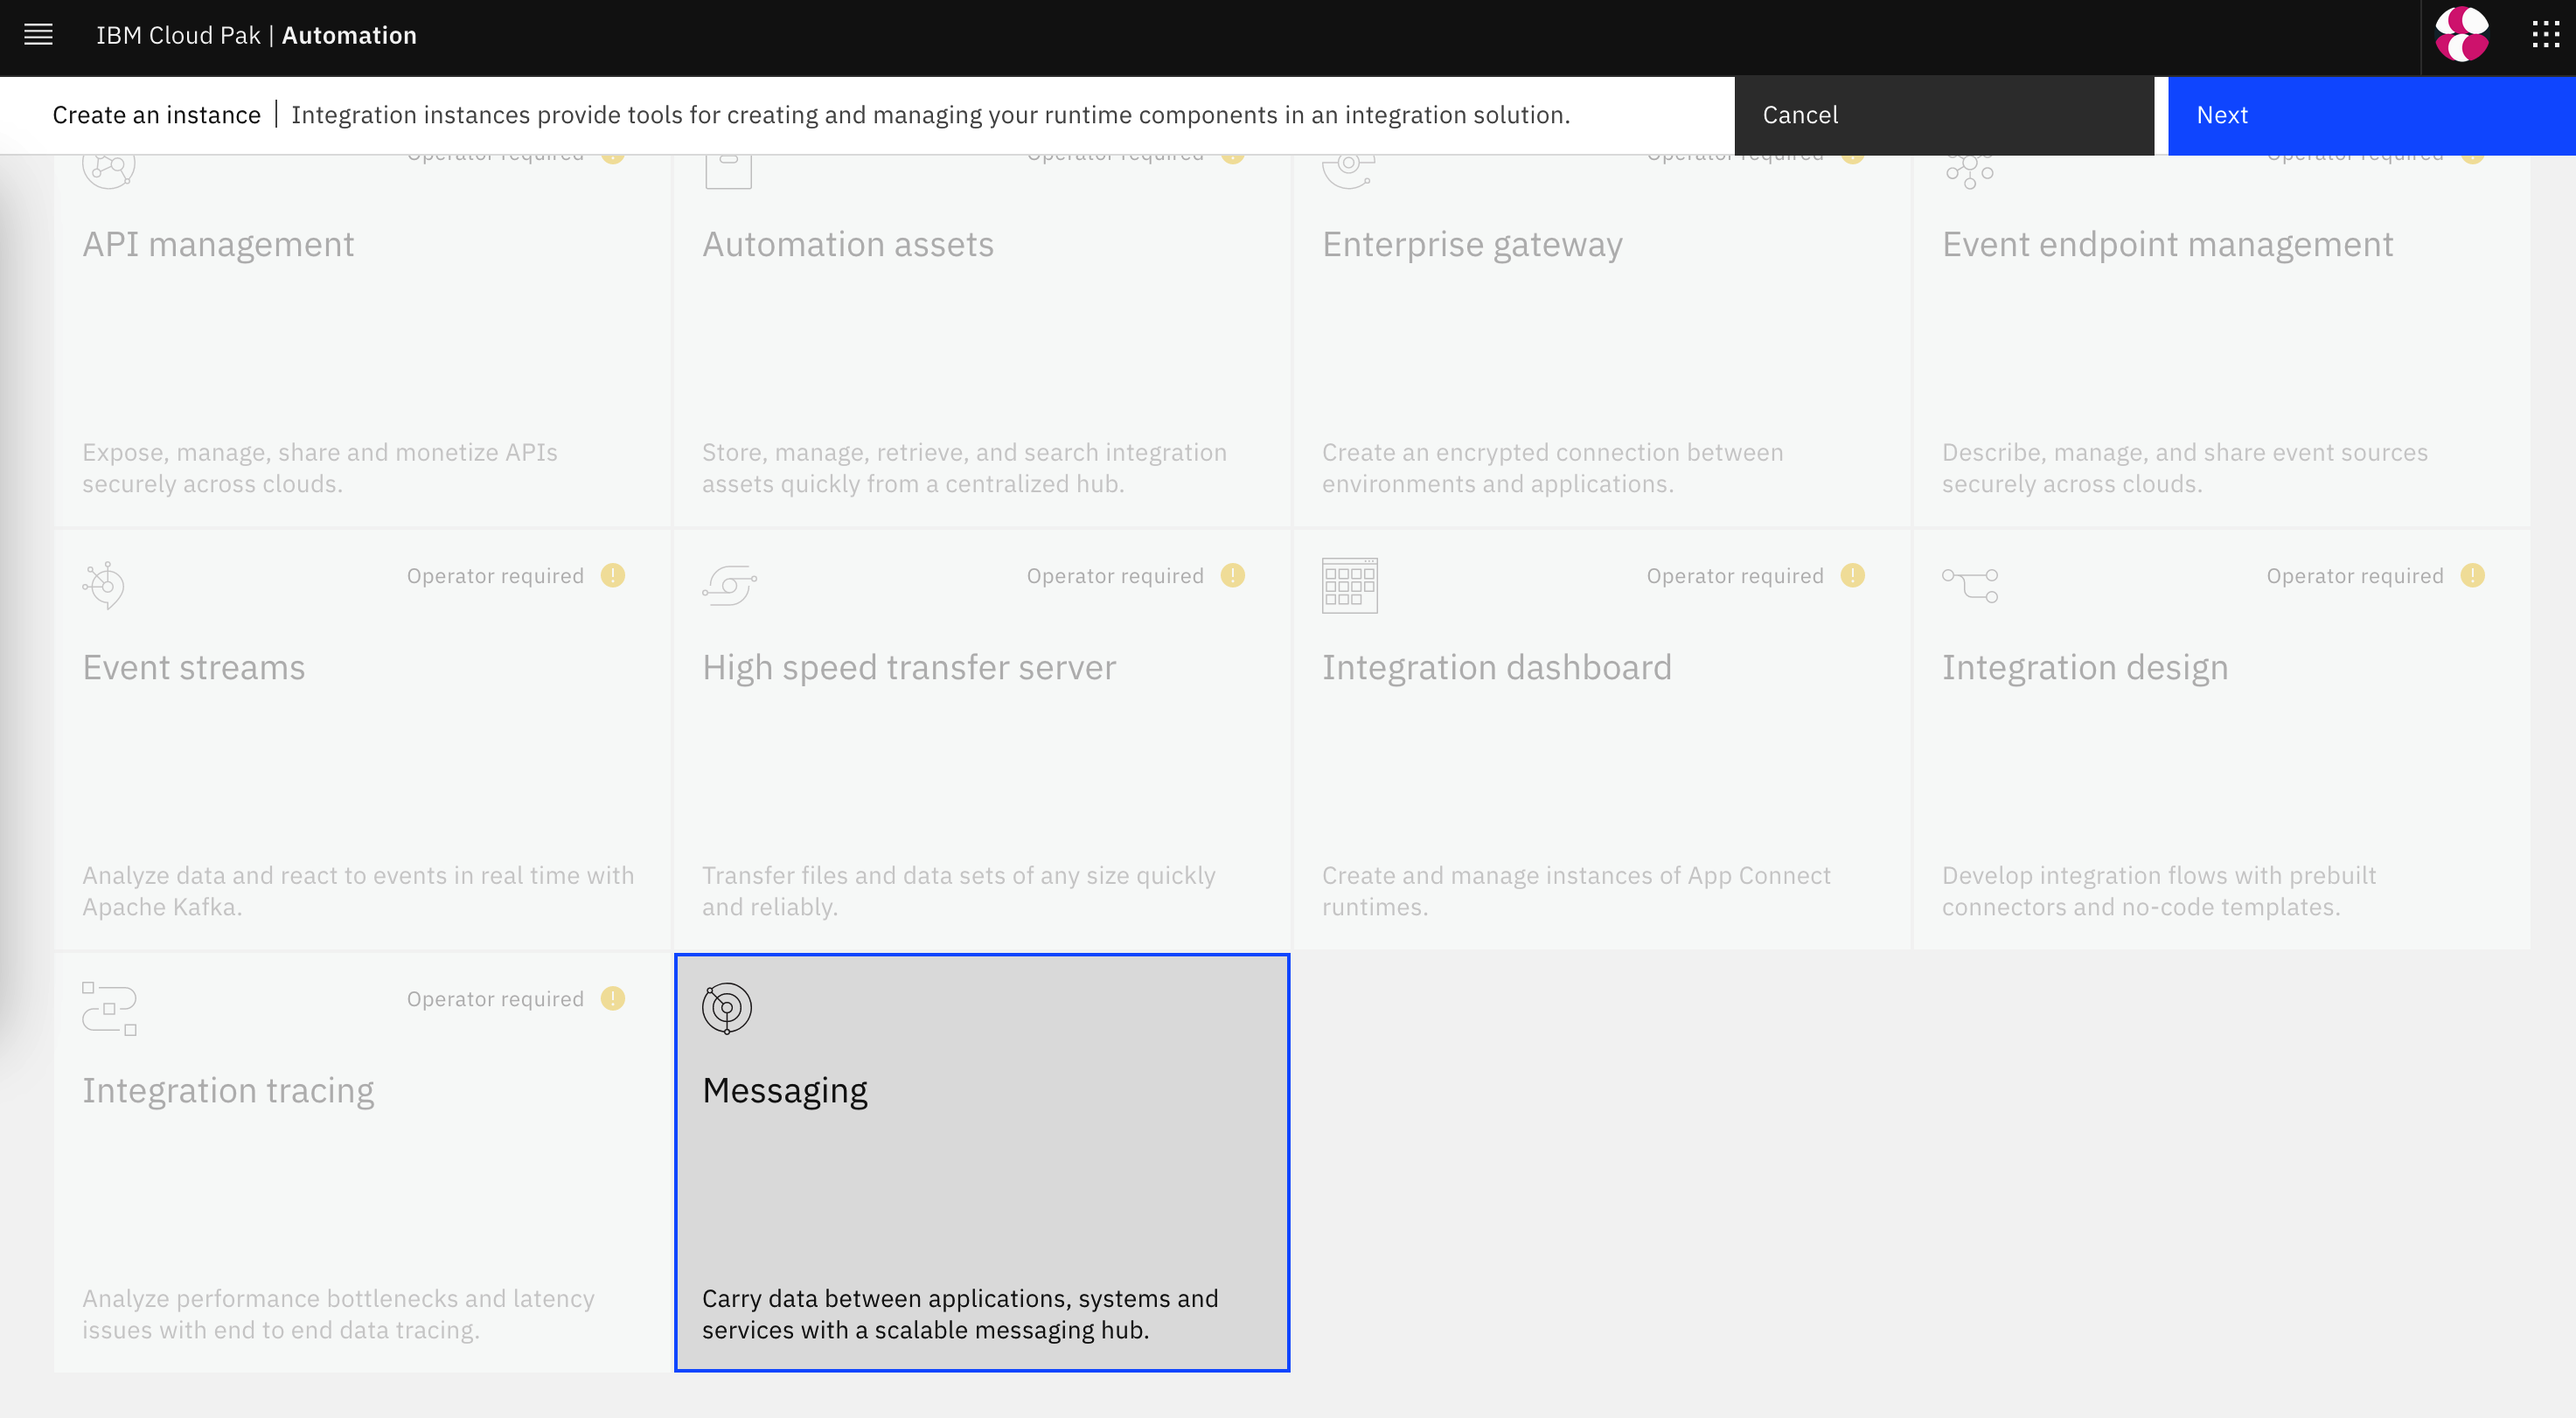 IBM Cloud Pak | Automation
Create an instance | Integration instances provide tools for creating and managing your runtime components in an integration solution.
Cancel
Next
Operator required
Operator required
Operator required
Operator required
API management
Automation assets
Enterprise gateway
Event endpoint management
Expose, manage, share and monetize APIs
securely across clouds.
Store, manage, retrieve, and search integration
assets quickly from a centralized hub.
Create an encrypted connection between
environments and applications.
Describe, manage, and share event sources
securely across clouds.
Operator required
Operator required
Operator required
Operator required
Event streams
High speed transfer server
Integration dashboard
Integration design
Analyze data and react to events in real time with
Apache Kafka.
Transfer files and data sets of any size quickly
and reliably.
Create and manage instances of App Connect
runtimes.
Develop integration flows with prebuilt
connectors and no-code templates.
Operator required
Integration tracing
Messaging
Analyze performance bottlenecks and latency
issues with end to end data tracing.
Carry data between applications, systems and
services with a scalable messaging hub.